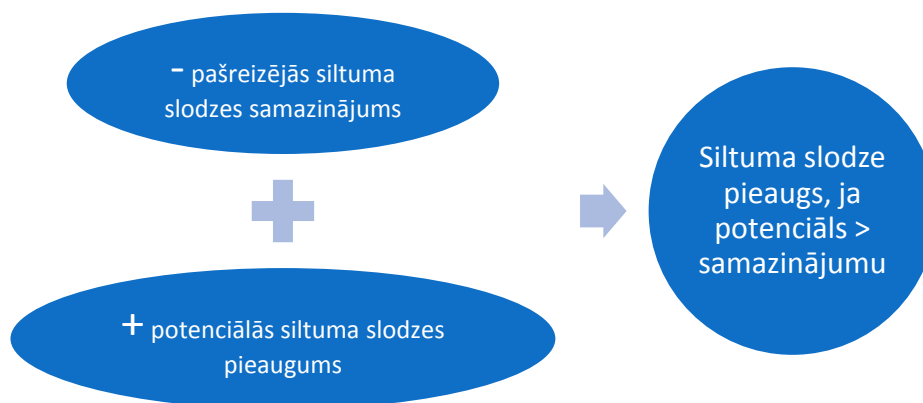 - pašreizējās siltuma
slodzes samazinājums
+ potenciālās siltuma slodzes
pieaugums
Siltuma slodze
pieaugs, ja
potenciāls >
samazinājumu